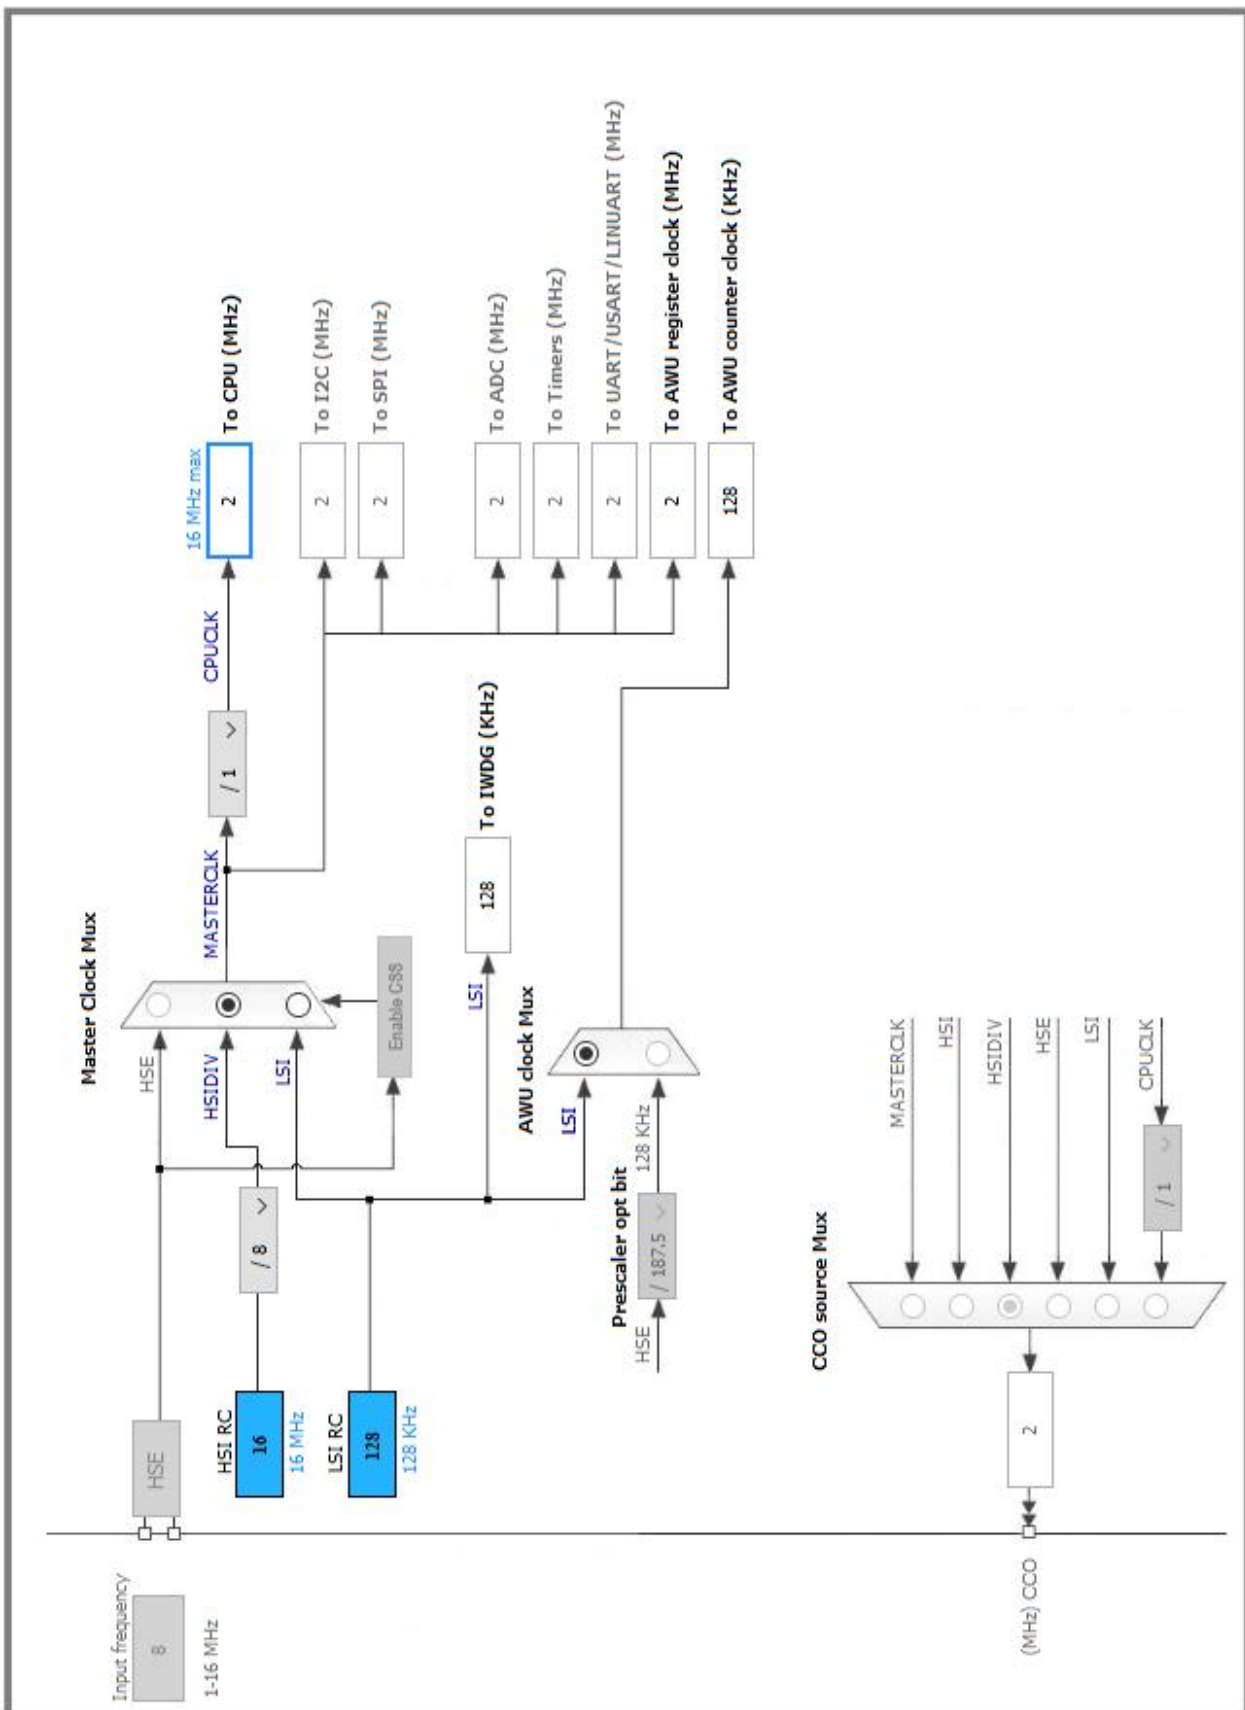 Input frequency
8
1-16 MHz
HSE
HSI RC
16
16 MHz
LSI RC
128
128 KHz
/ 8
HSE
HSIDIV
LSI
Master Clock Mux
Enable CSS
MASTERCLK
/ 1
CPUCLK
16 MHz max
2
To CPU (MHz)
2
To I2C (MHz)
2
To SPI (MHz)
LSI
128
To IWDG (KHz)
2
To ADC (MHz)
2
To Timers (MHz)
2
To UART/USART/LINUART (MHz)
2
To AWU register clock (MHz)
128
To AWU counter clock (KHz)
AWU clock Mux
LSI
Prescaler opt bit
HSE
/ 187.5
128 KHz
CCO source Mux
MASTERCLK
HSI
HSIDIV
HSE
LSI
/ 1
CPUCLK
2
(MHz) CCO